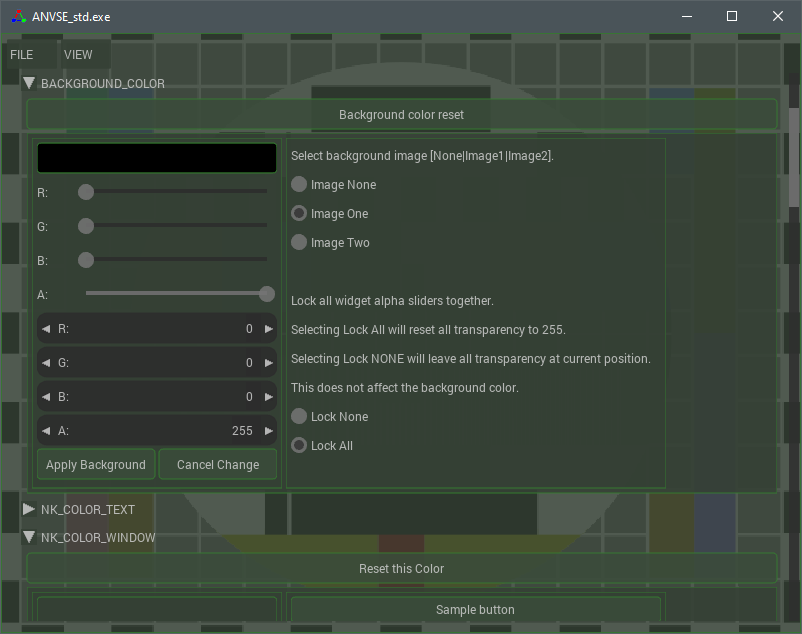 ANVSE_std.exe
FILE VIEW
BACKGROUND_COLOR
Background color reset
Select background image [None|Image1|Image2].
R:
Image None
G:
Image One
B:
Image Two
A:
Lock all widget alpha sliders together.
R: 0
Selecting Lock All will reset all transparency to 255.
G: 0
Selecting Lock NONE will leave all transparency at current position.
B: 0
This does not affect the background color.
A: 255
Lock None
Apply Background Cancel Change
Lock All
NK_COLOR_TEXT
NK_COLOR_WINDOW
Reset this Color
Sample button